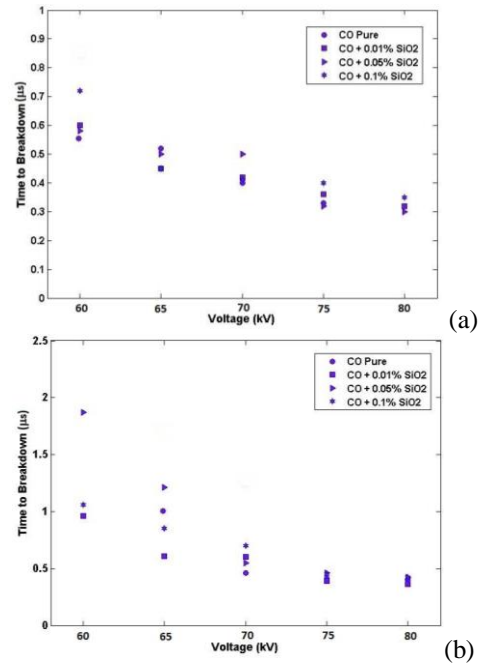 1
0.9
0.8
0.7
0.6
0.5
0.4
0.3
0.2
0.1
0
Time to Breakdown (µs)
CO Pure
CO + 0.01% SiO2
CO + 0.05% SiO2
CO + 0.1% SiO2
60 65 70 75 80
Voltage (kV)
(a)
2.5
2
1.5
1
0.5
0
Time to Breakdown (µs)
CO Pure
CO + 0.01% SiO2
CO + 0.05% SiO2
CO + 0.1% SiO2
60 65 70 75 80
Voltage (kV)
(b)